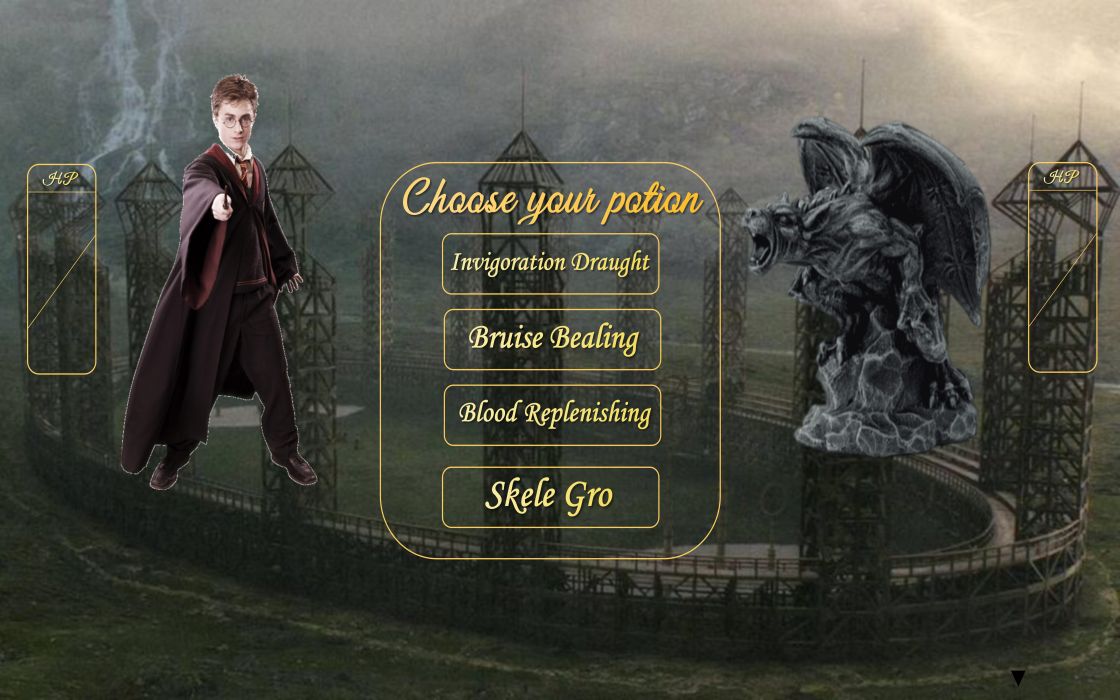 HP
HP
Choose your potion
Invigoration Draught
Bruise Bealing
Blood Replenishing
Skele Gro